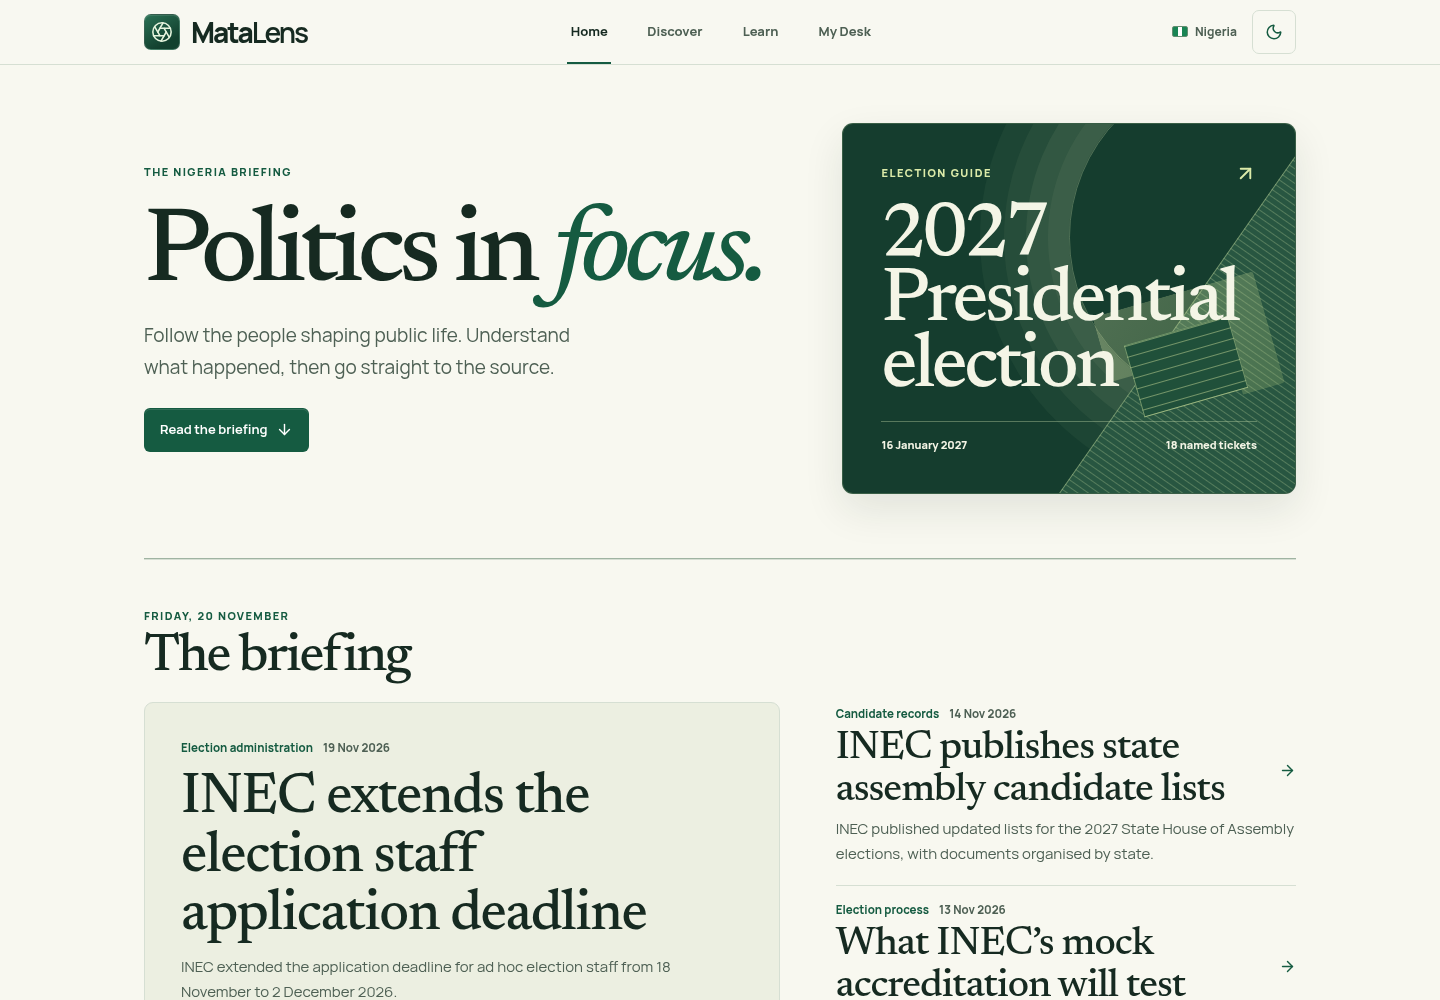 MataLens
Home
Discover
Learn
My Desk
Nigeria
THE NIGERIA BRIEFING
Politics in focus.
Follow the people shaping public life. Understand
what happened, then go straight to the source.
Read the briefing
ELECTION GUIDE
2027
Presidential
election
16 January 2027
18 named tickets
FRIDAY, 20 NOVEMBER
The briefing
Election administration 19 Nov 2026
INEC extends the
election staff
application deadline
INEC extended the application deadline for ad hoc election staff from 18
November to 2 December 2026.
Candidate records 14 Nov 2026
INEC publishes state
assembly candidate lists
INEC published updated lists for the 2027 State House of Assembly
elections, with documents organised by state.
Election process 13 Nov 2026
What INEC’s mock
accreditation will test